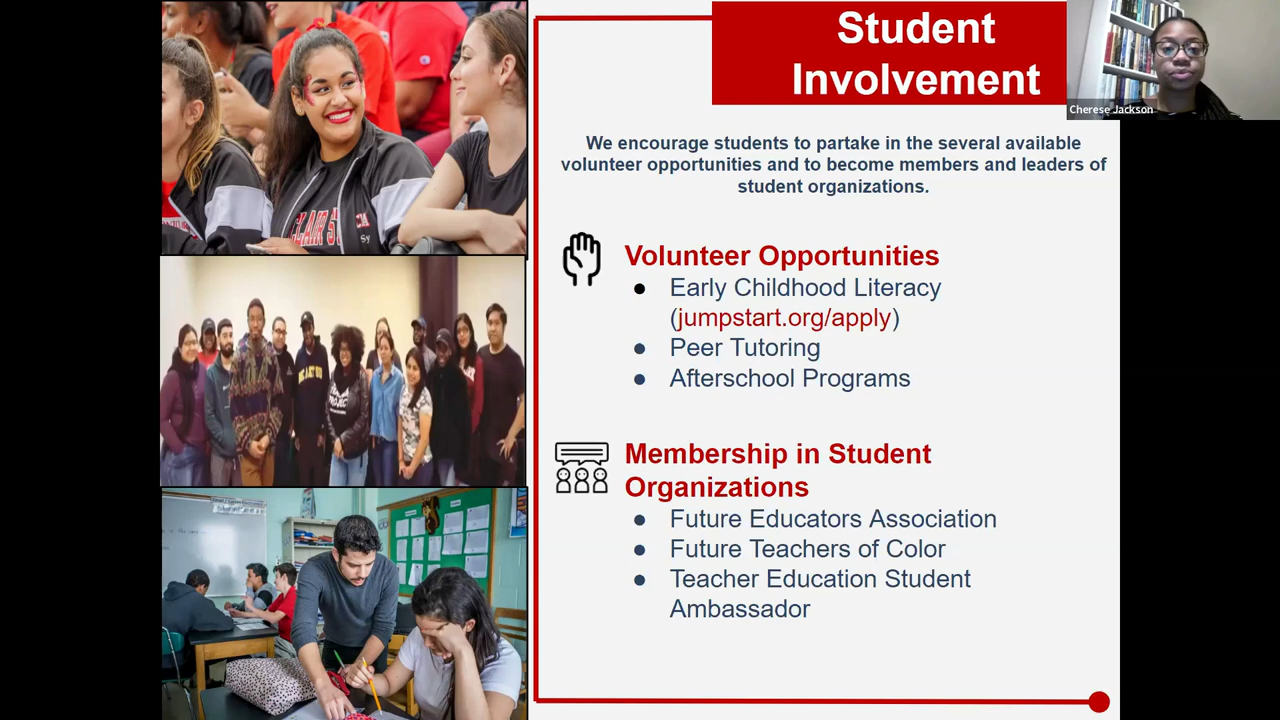 Student
Involvement
Cherese Jackson
We encourage students to partake in the several available
volunteer opportunities and to become members and leaders of
student organizations.
Volunteer Opportunities
● Early Childhood Literacy
(jumpstart.org/apply)
● Peer Tutoring
● Afterschool Programs
Membership in Student
Organizations
● Future Educators Association
● Future Teachers of Color
● Teacher Education Student
Ambassador